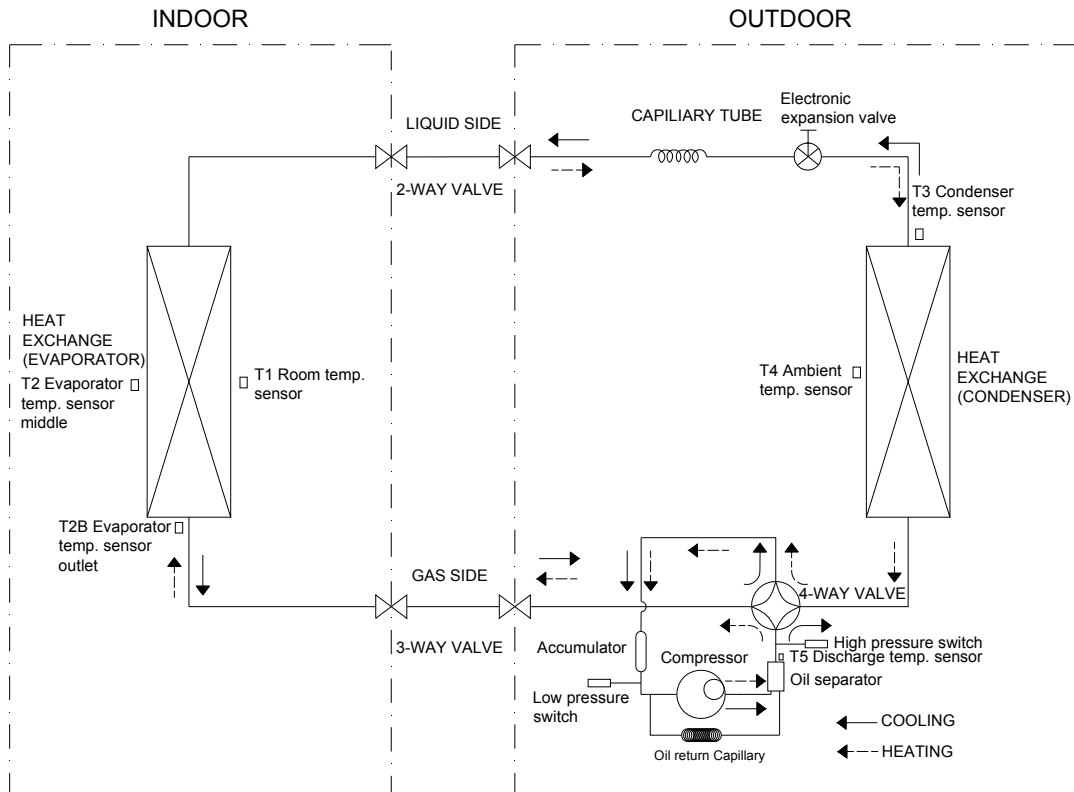 INDOOR
OUTDOOR
Electronic
expansion valve
CAPILIARY TUBE
LIQUID SIDE
2-WAY VALVE
T3 Condenser
temp. sensor
HEAT
EXCHANGE
(EVAPORATOR)
T2 Evaporator
temp. sensor
middle
T1 Room temp.
sensor
T4 Ambient
temp. sensor
HEAT
EXCHANGE
(CONDENSER)
T2B Evaporator
temp. sensor
outlet
GAS SIDE
3-WAY VALVE
4-WAY VALVE
Accumulator
Compressor
High pressure switch
T5 Discharge temp. sensor
Oil separator
Low pressure
switch
Oil return Capillary
COOLING
HEATING